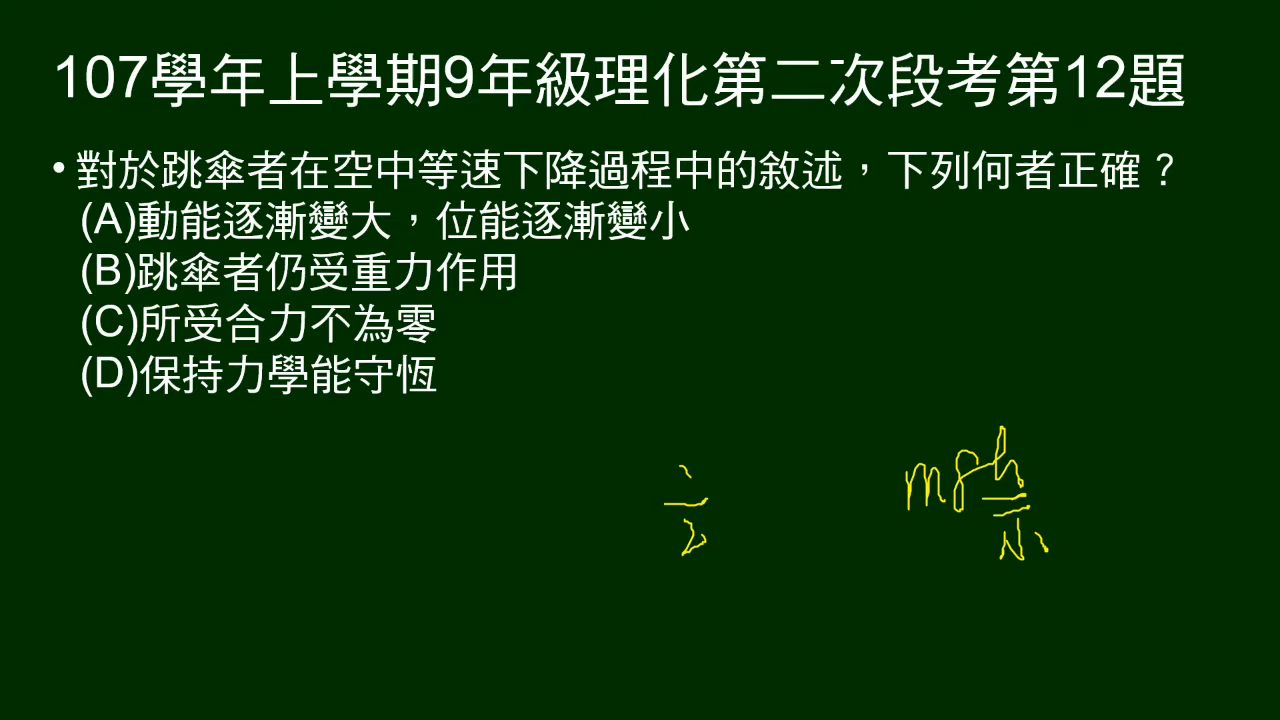 107學年上學期9年級理化第二次段考第12題
• 對於跳傘者在空中等速下降過程中的敘述，下列何者正確？
(A)動能逐漸變大，位能逐漸變小
(B)跳傘者仍受重力作用
(C)所受合力不為零
(D)保持力學能守恆
mgh
2
小